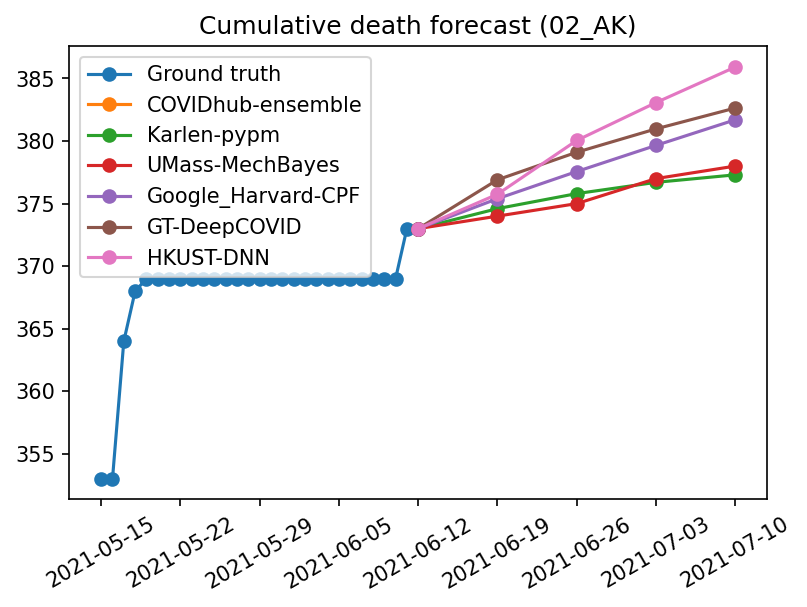 Cumulative death forecast (02_AK)
Ground truth
COVIDhub-ensemble
Karlen-pypm
UMass-MechBayes
Google_Harvard-CPF
GT-DeepCOVID
HKUST-DNN
385
380
375
370
365
360
355
2021-05-15
2021-05-22
2021-05-29
2021-06-05
2021-06-12
2021-06-19
2021-06-26
2021-07-03
2021-07-10